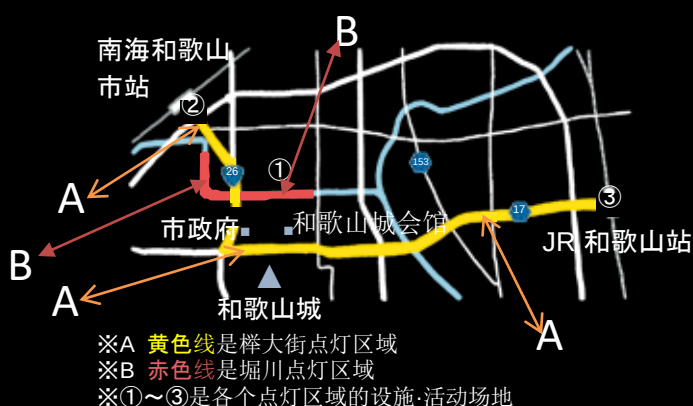 B
南海和歌山
市站
②
①
26
153
A
17
③
市政府
和歌山城会馆
JR 和歌山站
B
A
和歌山城
A
※A 黄色线是榉大街点灯区域
※B 赤色线是堀川点灯区域
※①～③是各个点灯区域的设施·活动场地